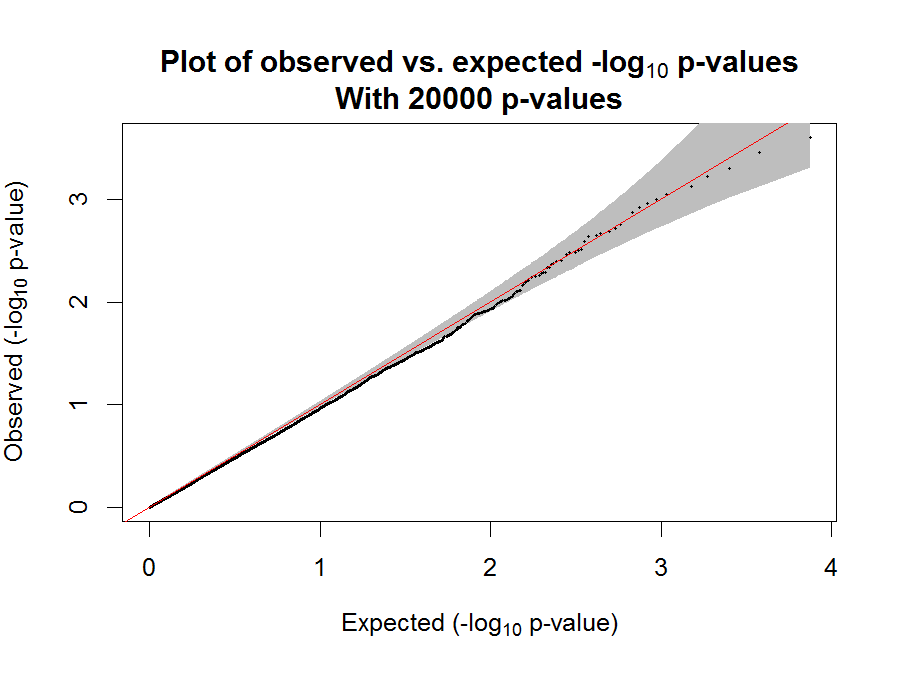 Plot of observed vs. expected -log10 p-values
With 20000 p-values
Observed (-log10 p-value)
3
2
1
0
0 1 2 3 4
Expected (-log10 p-value)